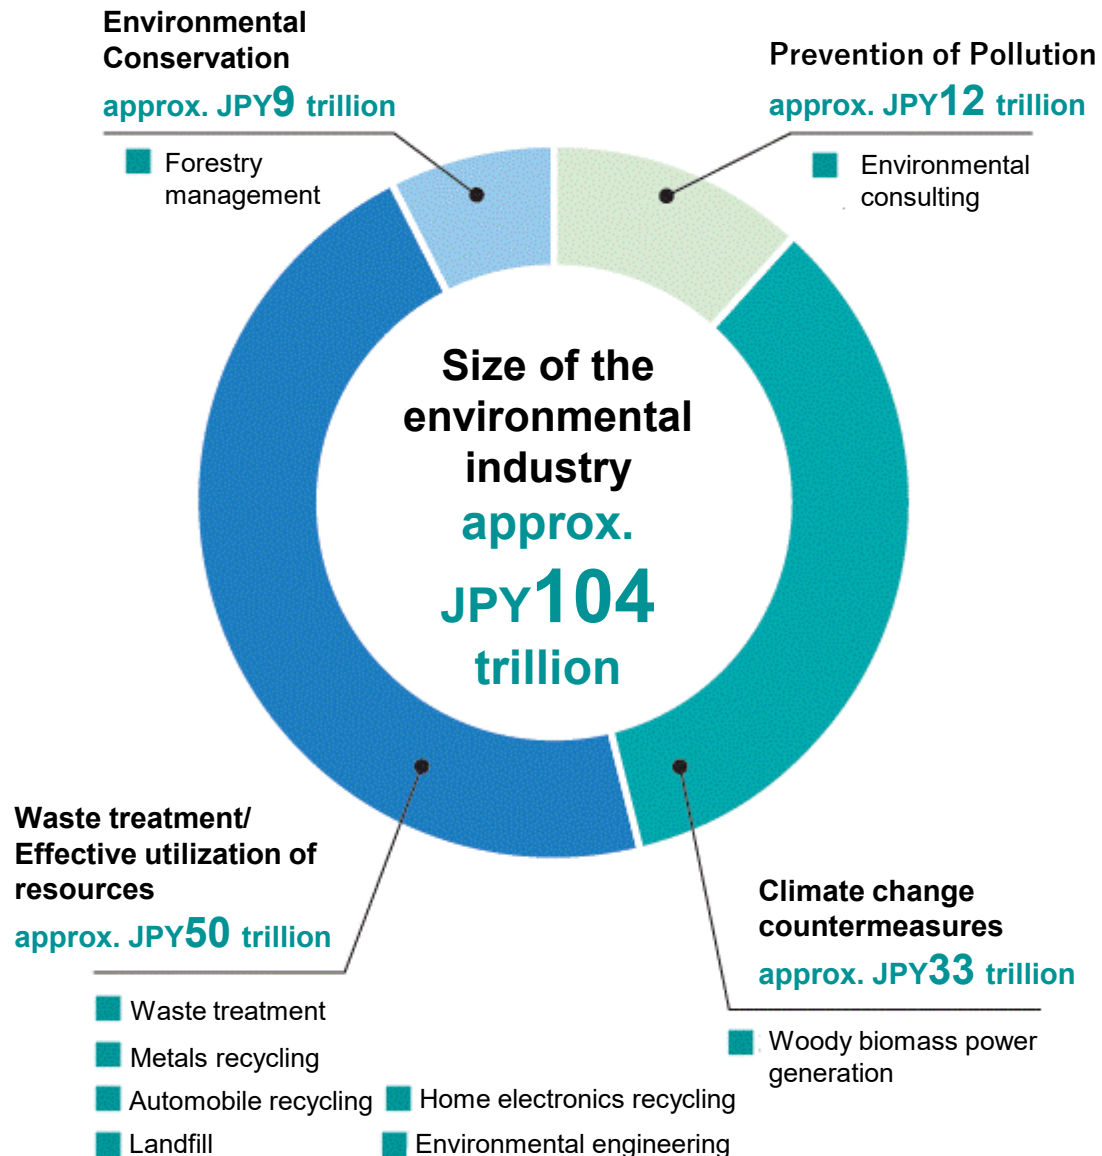 Environmental
Conservation
approx. JPY9 trillion
Forestry
management
Prevention of Pollution
approx. JPY12 trillion
Environmental
consulting
Size of the
environmental
industry
approx.
JPY104
trillion
Waste treatment/
Effective utilization of
resources
approx. JPY50 trillion
Waste treatment
Metals recycling
Automobile recycling
Home electronics recycling
Landfill
Environmental engineering
Climate change
countermeasures
approx. JPY33 trillion
Woody biomass power
generation